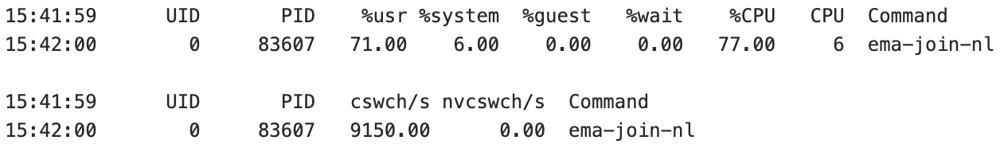 15:41:59 UID PID %usr %system %guest %wait %CPU CPU Command
15:42:00 0 83607 71.00 6.00 0.00 0.00 77.00 6 ema-join-nl
15:41:59 UID PID cswch/s nvcswch/s Command
15:42:00 0 83607 9150.00 0.00 ema-join-nl